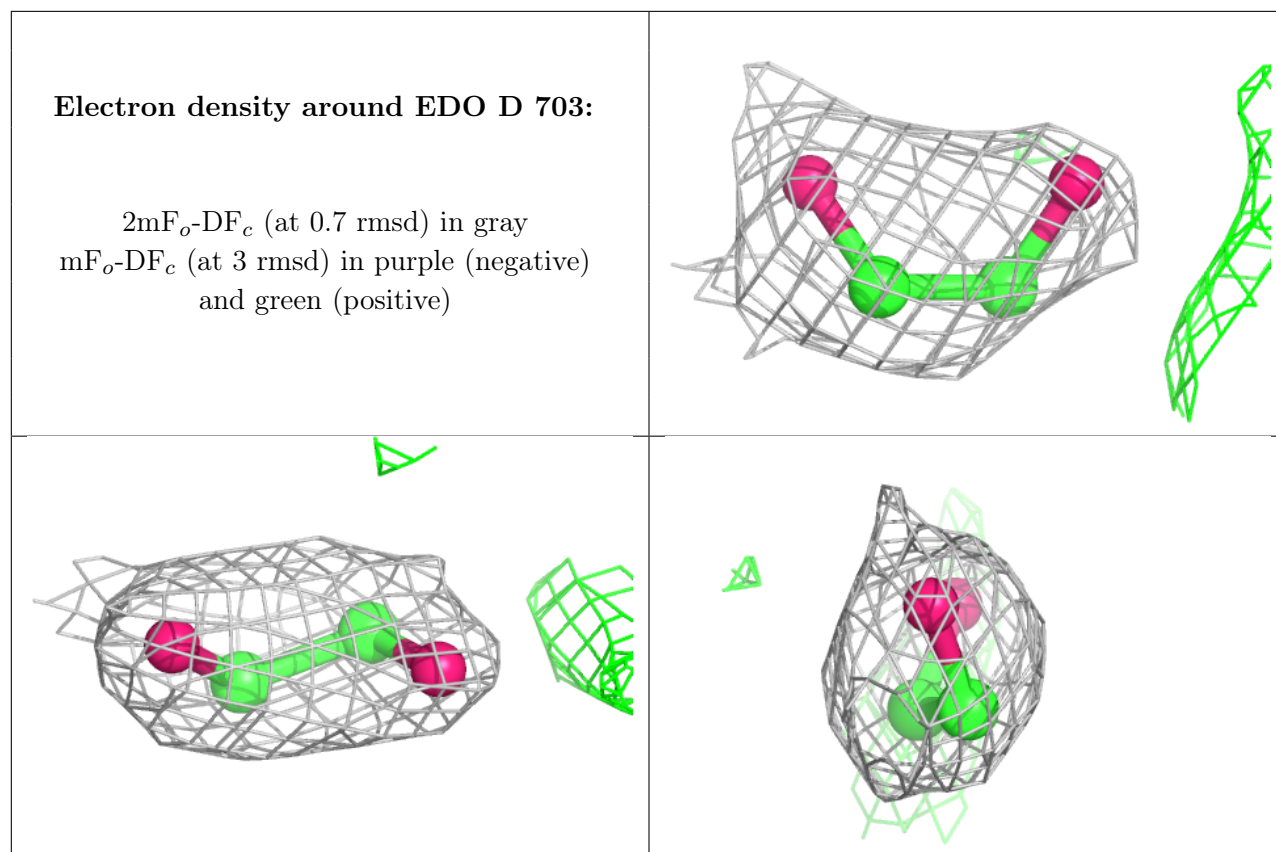 Electron density around EDO D 703:
2mFo-DFc (at 0.7 rmsd) in gray
mFo-DFc (at 3 rmsd) in purple (negative)
and green (positive)